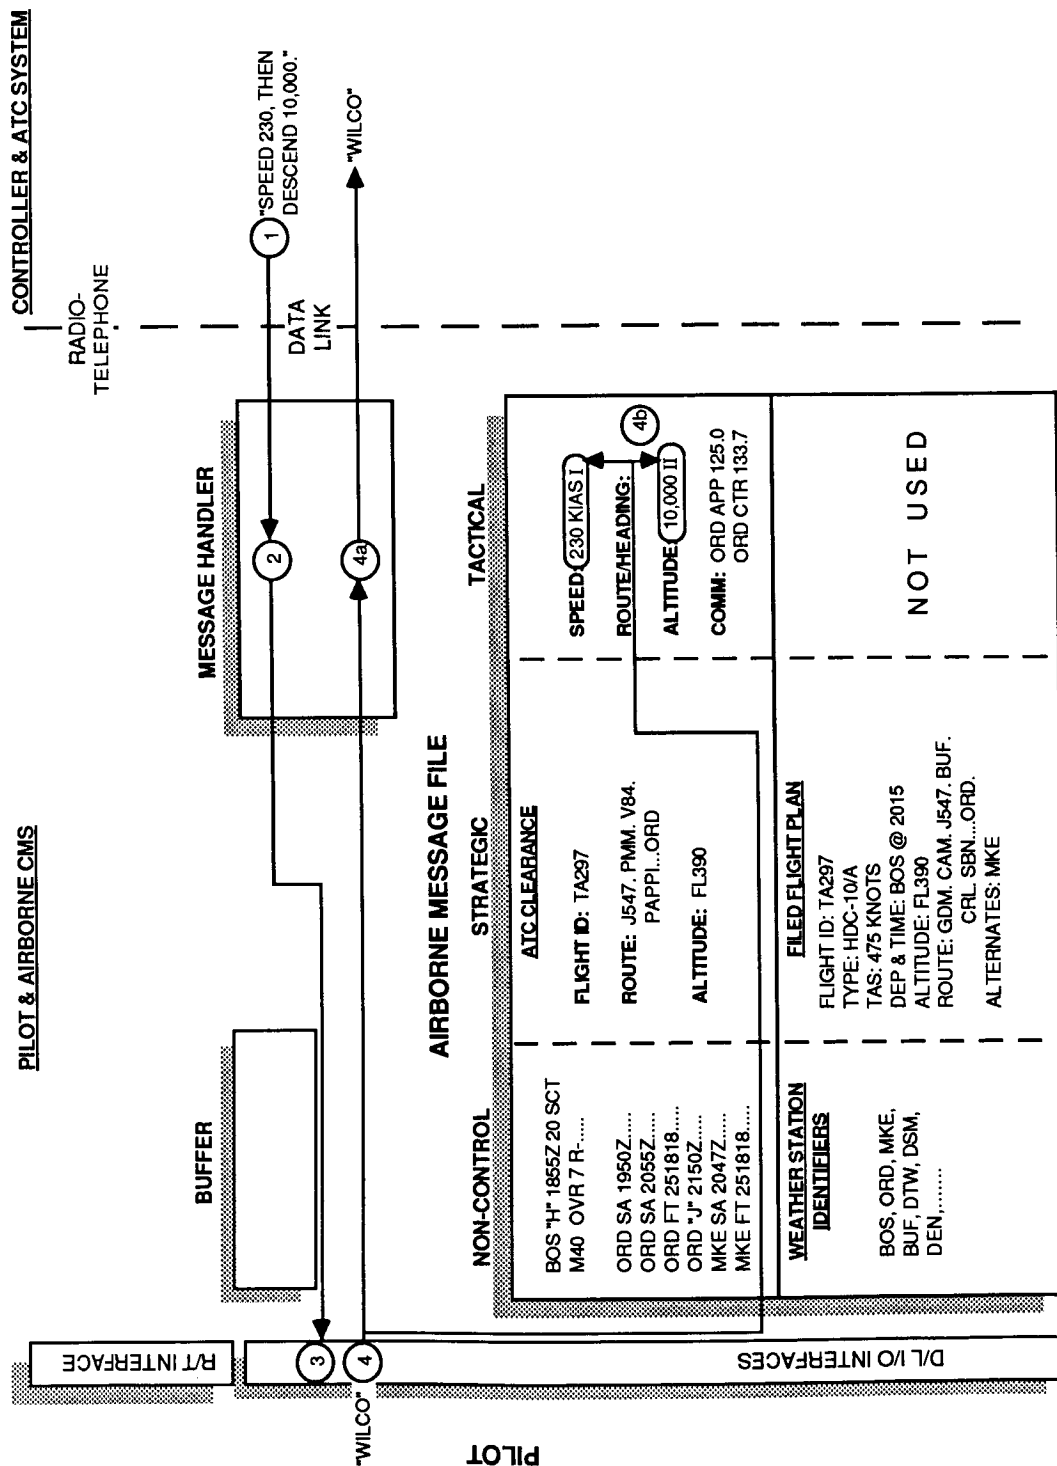 PILOT & AIRBORNE CMS
CONTROLLER & ATC SYSTEM
RADIO-
TELEPHONE
R/T INTERFACE
BUFFER
MESSAGE HANDLER
DATA
LINK
1
"SPEED 230, THEN
DESCEND 10,000."
2
3
4
4a
"WILCO"
"WILCO"
PILOT
D/L I/O INTERFACES
AIRBORNE MESSAGE FILE
NON-CONTROL
STRATEGIC
TACTICAL
BOS "H" 1855Z 20 SCT
M40 OVR 7 R-.....
ORD SA 1950Z.....
ORD SA 2055Z.....
ORD FT 251818.....
ORD "J" 2150Z.....
MKE SA 2047Z.....
MKE FT 251818.....
ATC CLEARANCE
FLIGHT ID: TA297
ROUTE: J547. PMM. V84.
PAPPI...ORD
ALTITUDE: FL390
SPEED: 230 KIAS I
ROUTE/HEADING:
ALTITUDE: 10,000 II
4b
COMM: ORD APP 125.0
ORD CTR 133.7
WEATHER STATION
IDENTIFIERS
BOS, ORD, MKE,
BUF, DTW, DSM,
DEN,.......
FILED FLIGHT PLAN
FLIGHT ID: TA297
TYPE: HDC-10/A
TAS: 475 KNOTS
DEP & TIME: BOS @ 2015
ALTITUDE: FL390
ROUTE: GDM. CAM. J547. BUF.
CRL. SBN...ORD.
ALTERNATES: MKE
NOT USED